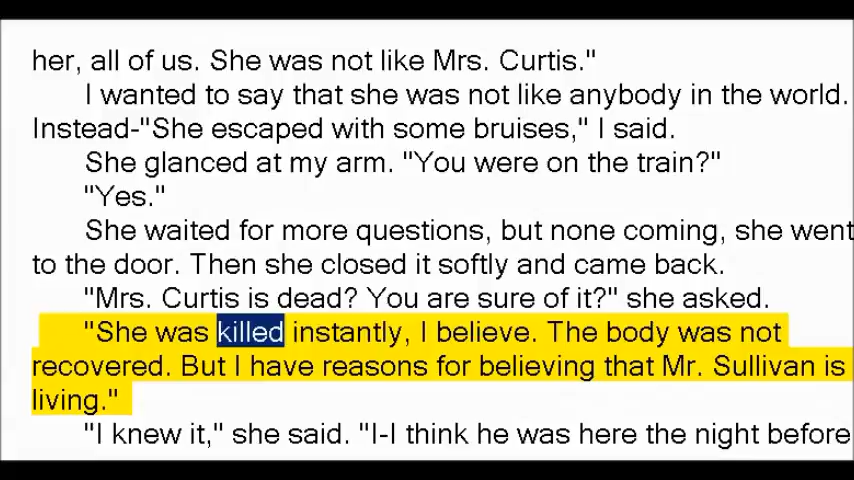 her, all of us. She was not like Mrs. Curtis."
I wanted to say that she was not like anybody in the world.
Instead-"She escaped with some bruises," I said.
She glanced at my arm. "You were on the train?"
"Yes."
She waited for more questions, but none coming, she went
to the door. Then she closed it softly and came back.
"Mrs. Curtis is dead? You are sure of it?" she asked.
"She was killed instantly, I believe. The body was not
recovered. But I have reasons for believing that Mr. Sullivan is
living."
"I knew it," she said. "I-I think he was here the night before